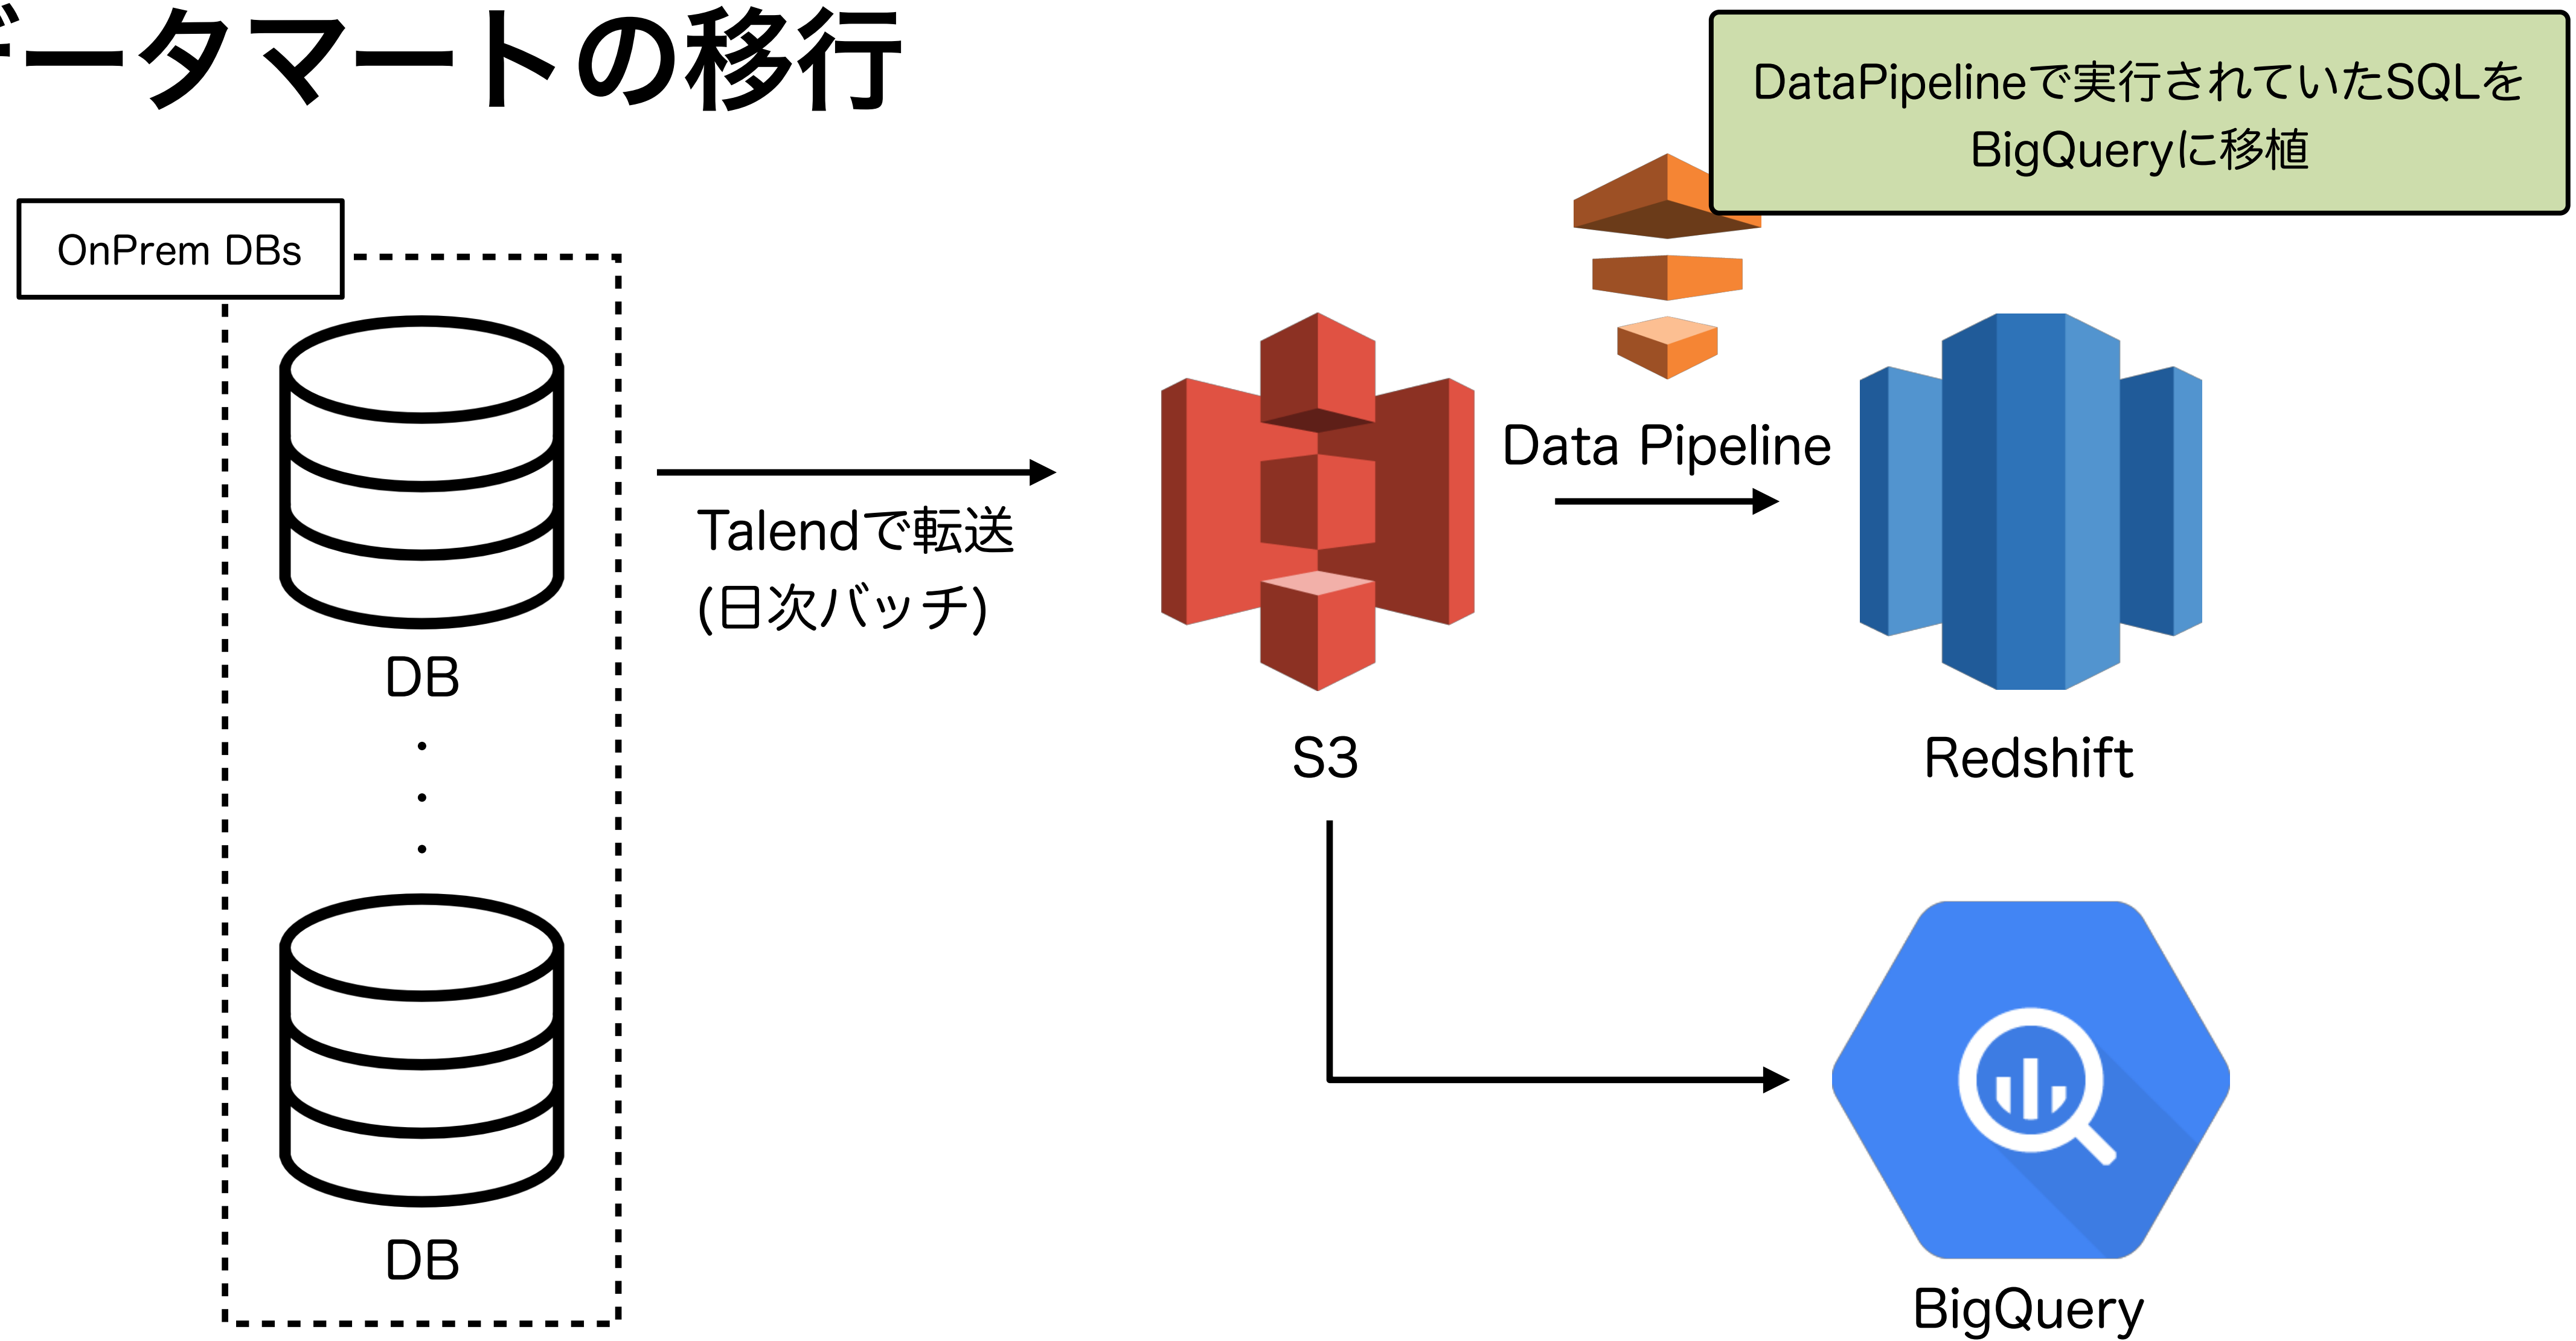 データマートの移行
DataPipelineで実行されていたSQLを
BigQueryに移植
OnPrem DBs
Data Pipeline
Talendで転送
(日次バッチ)
DB
S3
Redshift
DB
BigQuery